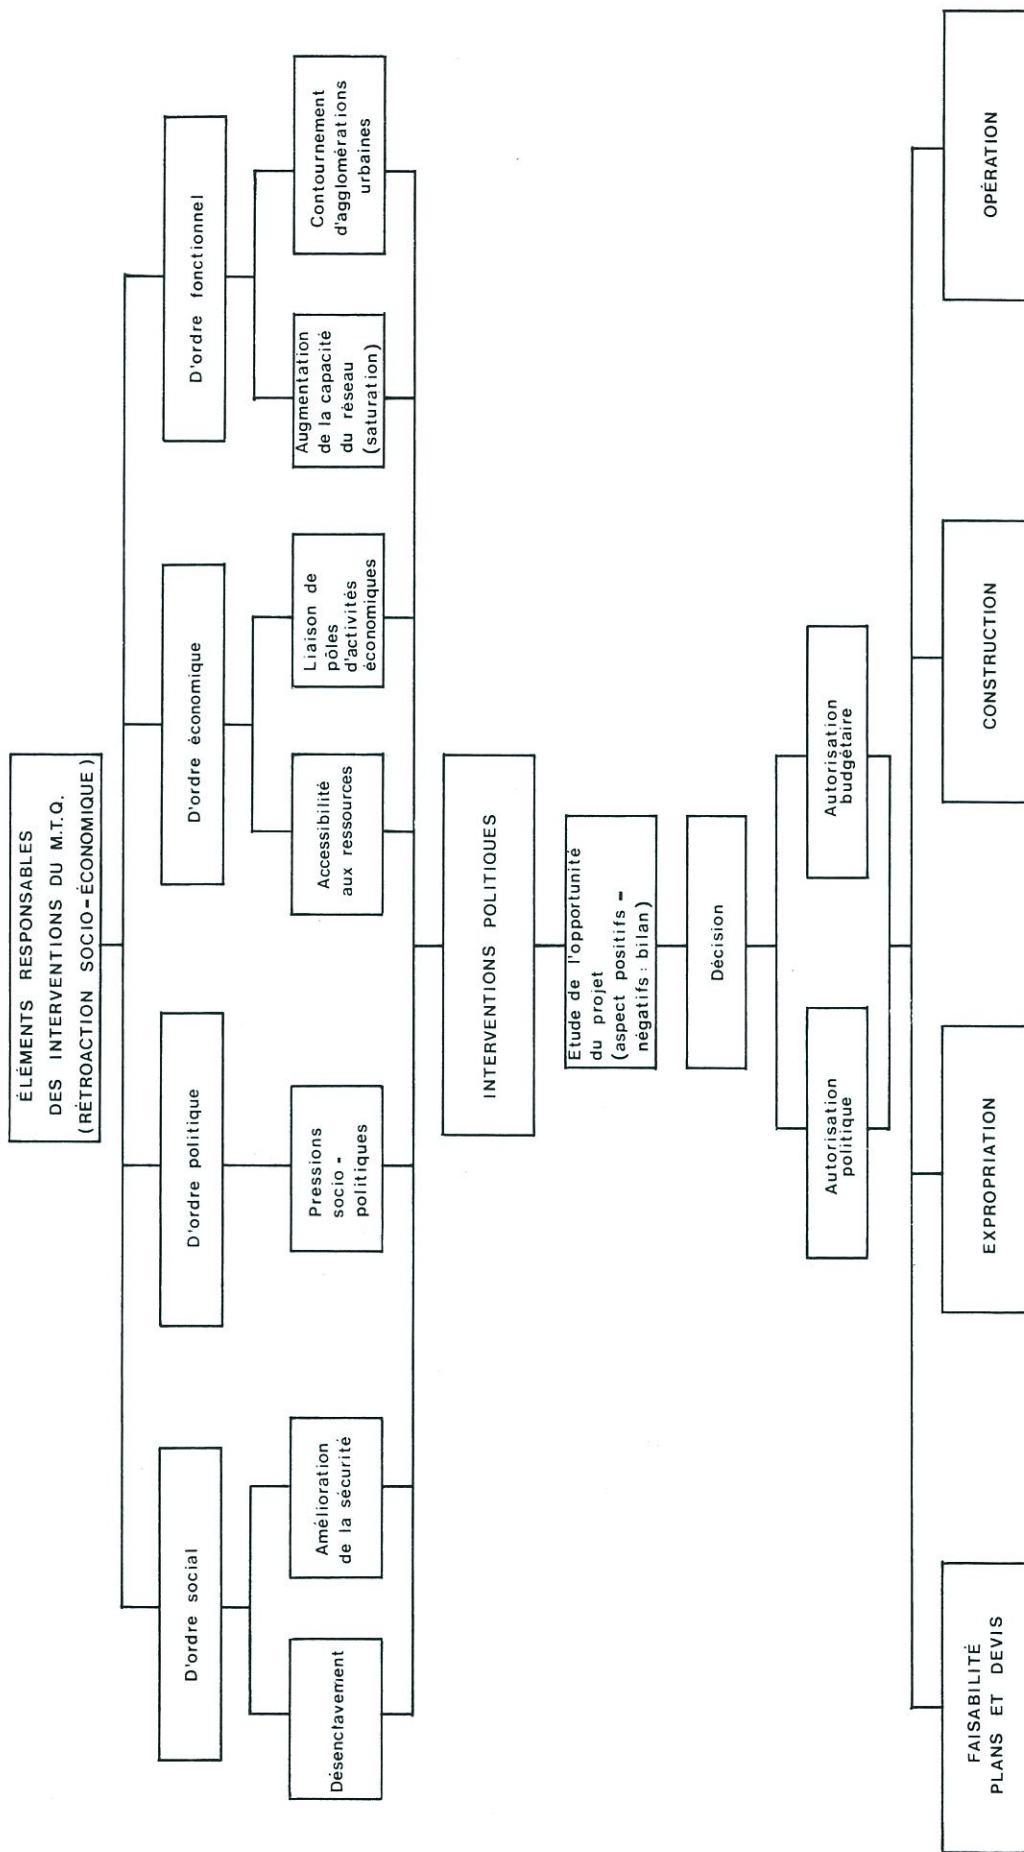 ÉLÉMENTS RESPONSABLES
DES INTERVENTIONS DU M.T.Q.
(RÉTROACTION SOCIO-ÉCONOMIQUE)
D'ordre social
D'ordre politique
D'ordre économique
D'ordre fonctionnel
Désenclavement
Amélioration
de la sécurité
Pressions
socio-
politiques
Accessibilité
aux ressources
Liaison de
pôles
d'activités
économiques
Augmentation
de la capacité
du réseau
(saturation)
Contournement
d'agglomérations
urbaines
INTERVENTIONS POLITIQUES
Etude de l'opportunité
du projet
(aspect positifs -
négatifs: bilan)
Décision
Autorisation
politique
Autorisation
budgétaire
FAISABILITÉ
PLANS ET DEVIS
EXPROPRIATION
CONSTRUCTION
OPÉRATION